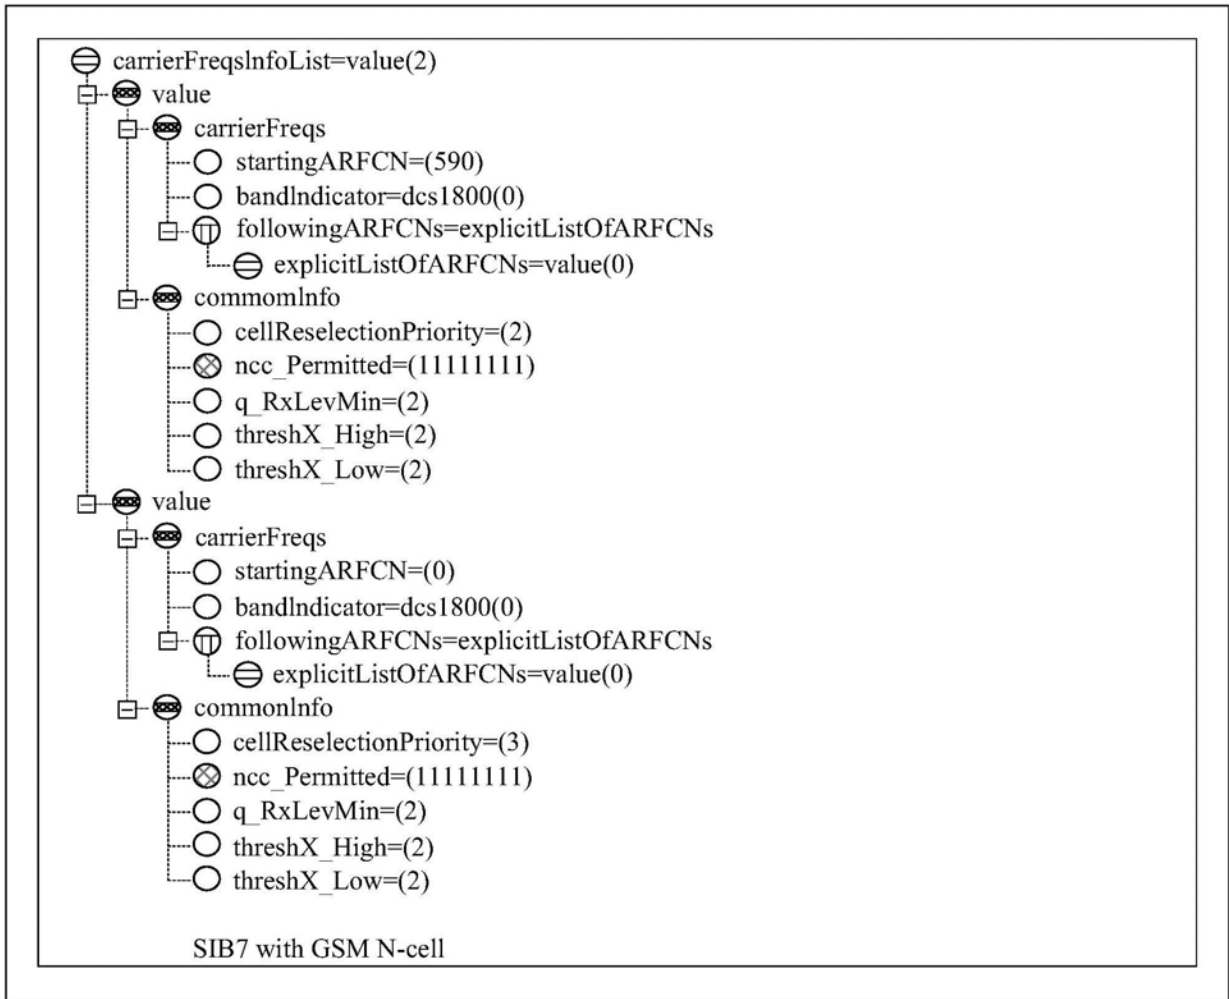 carrierFreqsInfoList=value(2)
value
carrierFreqs
startingARFCN=(590)
bandIndicator=dcs1800(0)
followingARFCNs=explicitListOfARFCNs
explicitListOfARFCNs=value(0)
commomInfo
cellReselectionPriority=(2)
ncc_Permitted=(11111111)
q_RxLevMin=(2)
threshX_High=(2)
threshX_Low=(2)
value
carrierFreqs
startingARFCN=(0)
bandIndicator=dcs1800(0)
followingARFCNs=explicitListOfARFCNs
explicitListOfARFCNs=value(0)
commonInfo
cellReselectionPriority=(3)
ncc_Permitted=(11111111)
q_RxLevMin=(2)
threshX_High=(2)
threshX_Low=(2)
SIB7 with GSM N-cell